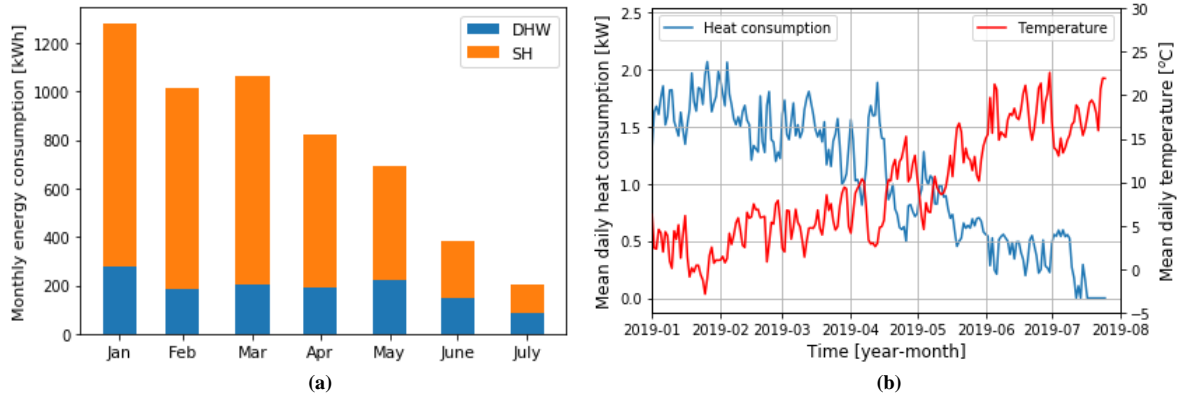 DHW
SH
Monthly energy consumption [kWh]
1200
1000
800
600
400
200
0
Jan Feb Mar Apr May June July
(a)
Heat consumption
Temperature
Mean daily heat consumption [kW]
2.5
2.0
1.5
1.0
0.5
0.0
30
25
20
15
10
5
0
−5
Mean daily temperature [°C]
2019-01 2019-02 2019-03 2019-04 2019-05 2019-06 2019-07 2019-08
Time [year-month]
(b)